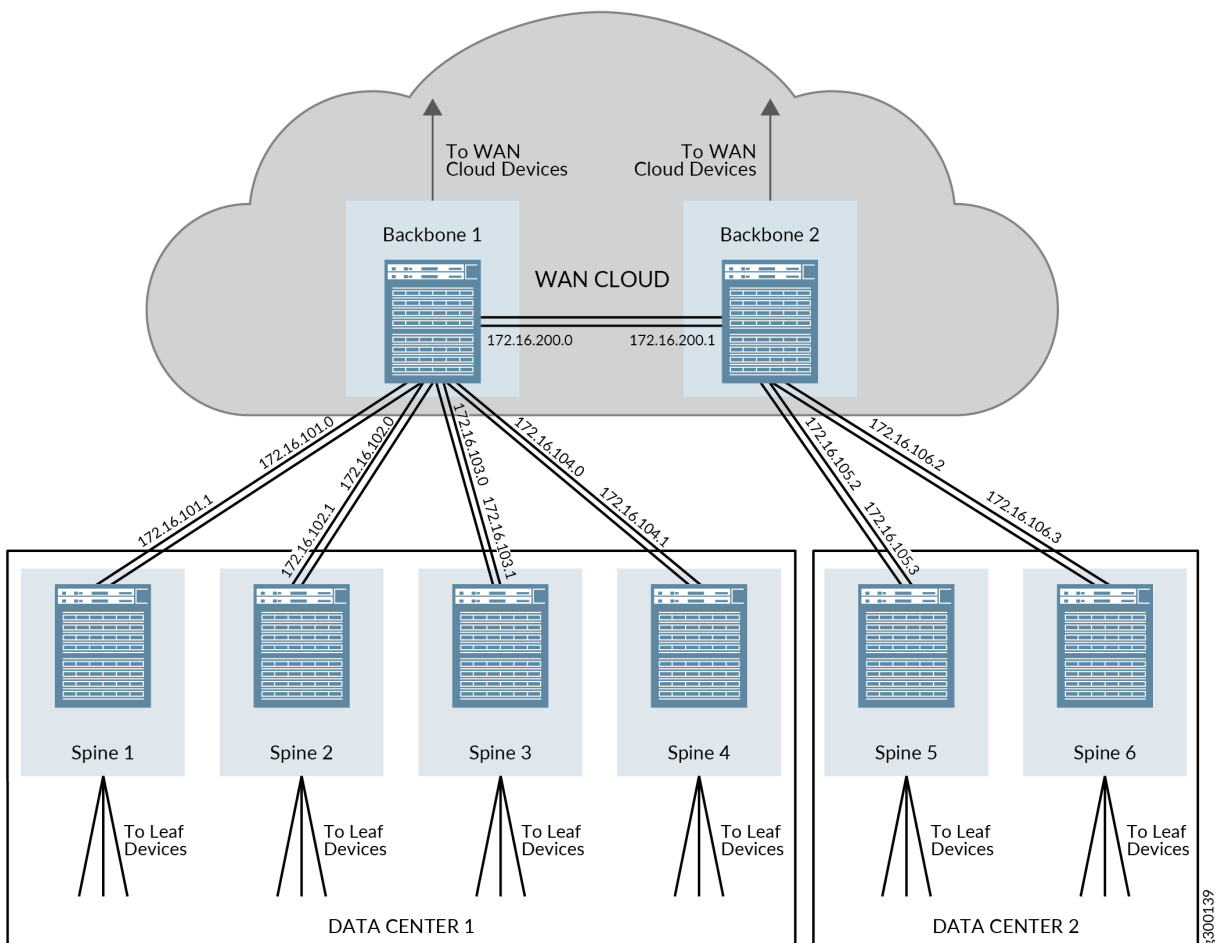 To WAN
Cloud Devices
To WAN
Cloud Devices
Backbone 1
Backbone 2
WAN CLOUD
172.16.200.0
172.16.200.1
172.16.101.0
172.16.102.0
172.16.103.0
172.16.104.0
172.16.105.2
172.16.106.2
172.16.101.1
172.16.102.1
172.16.103.1
172.16.104.1
172.16.105.3
172.16.106.3
Spine 1
Spine 2
Spine 3
Spine 4
Spine 5
Spine 6
To Leaf
Devices
To Leaf
Devices
To Leaf
Devices
To Leaf
Devices
To Leaf
Devices
To Leaf
Devices
DATA CENTER 1
DATA CENTER 2
g300139